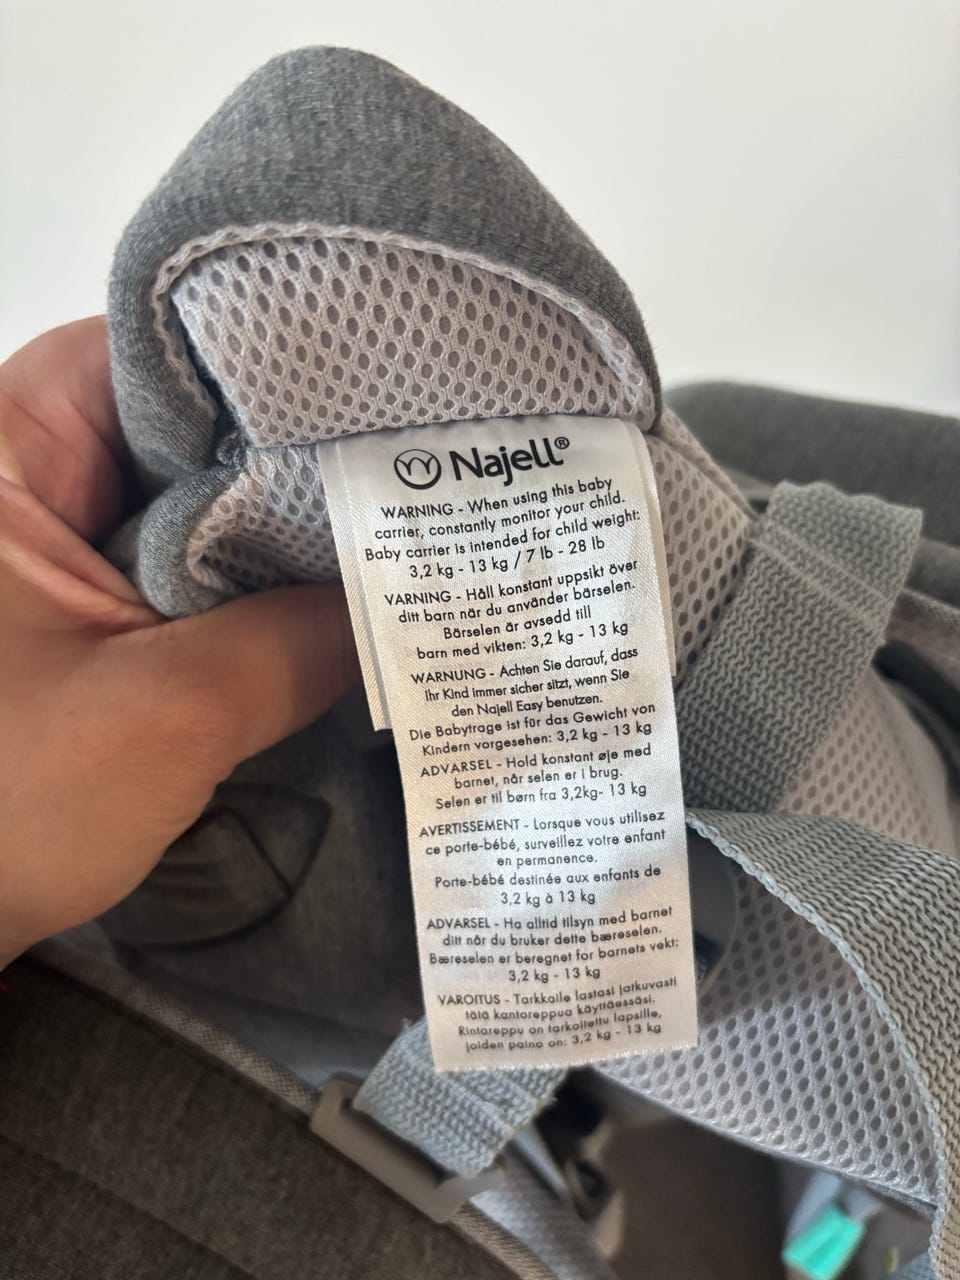 Najell®
WARNING - When using this baby
carrier, constantly monitor your child.
Baby carrier is intended for child weight:
3,2 kg - 13 kg / 7 lb - 28 lb
VARNING - Håll konstant uppsikt över
ditt barn när du använder bärselen.
Bärselen är avsedd till
barn med vikten: 3,2 kg - 13 kg
WARNUNG - Achten Sie darauf, dass
Ihr Kind immer sicher sitzt, wenn Sie
den Najell Easy benutzen.
Die Babytrage ist für das Gewicht von
Kindern vorgesehen: 3,2 kg - 13 kg
ADVARSEL - Hold konstant øje med
barnet, når selen er i brug.
Selen er til børn fra 3,2kg- 13 kg
AVERTISSEMENT - Lorsque vous utilisez
ce porte-bébé, surveillez votre enfant
en permanence.
Porte-bébé destinée aux enfants de
3.2 kg à 13 kg
ADVARSEL - Ha alltid tilsyn med barnet
ditt når du bruker dette bæreselen.
Bæreselen er beregnet for barnets vekt:
3,2 kg - 13 kg
VAROITUS - Tarkkaile lastasi jatkuvasti
tätä kantoreppua käyttäessäsi.
Rintareppu on tarkoitettu lapsille,
joiden paino on: 3,2 kg - 13 kg